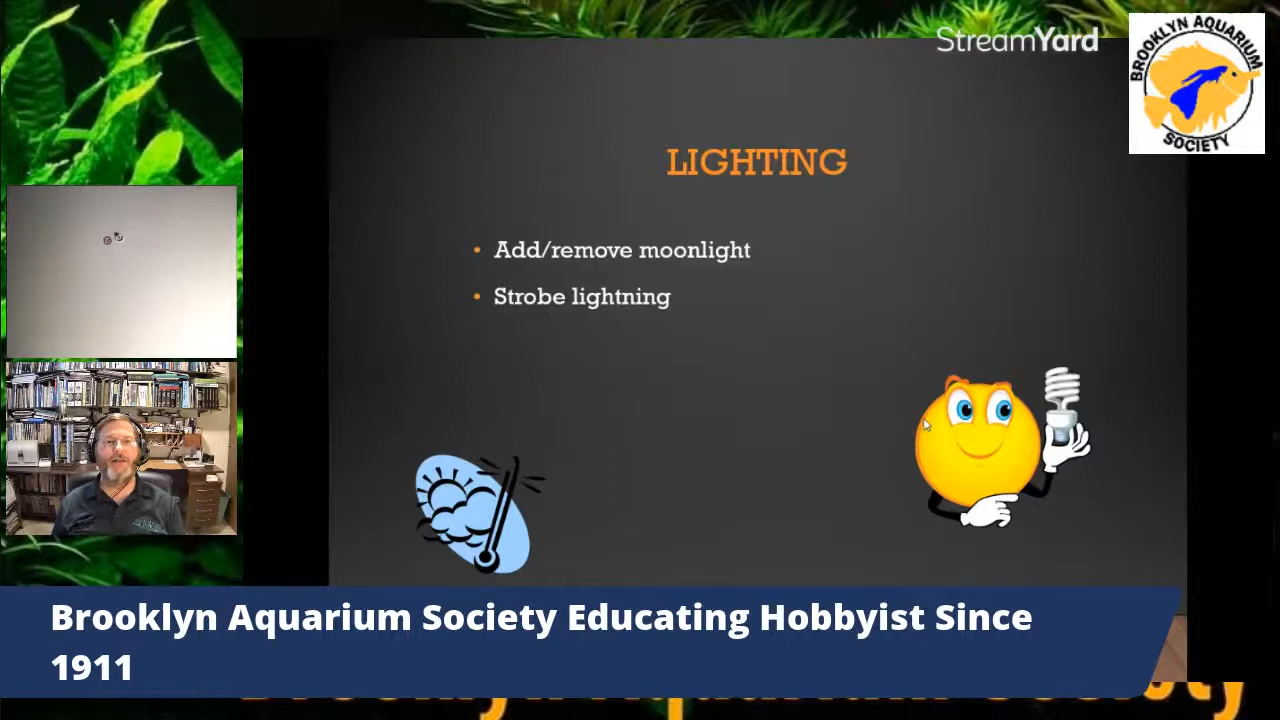 StreamYard
BROOKLYN AQUARIUM
SOCIETY
LIGHTING
• Add/remove moonlight
• Strobe lightning
Brooklyn Aquarium Society Educating Hobbyist Since
1911